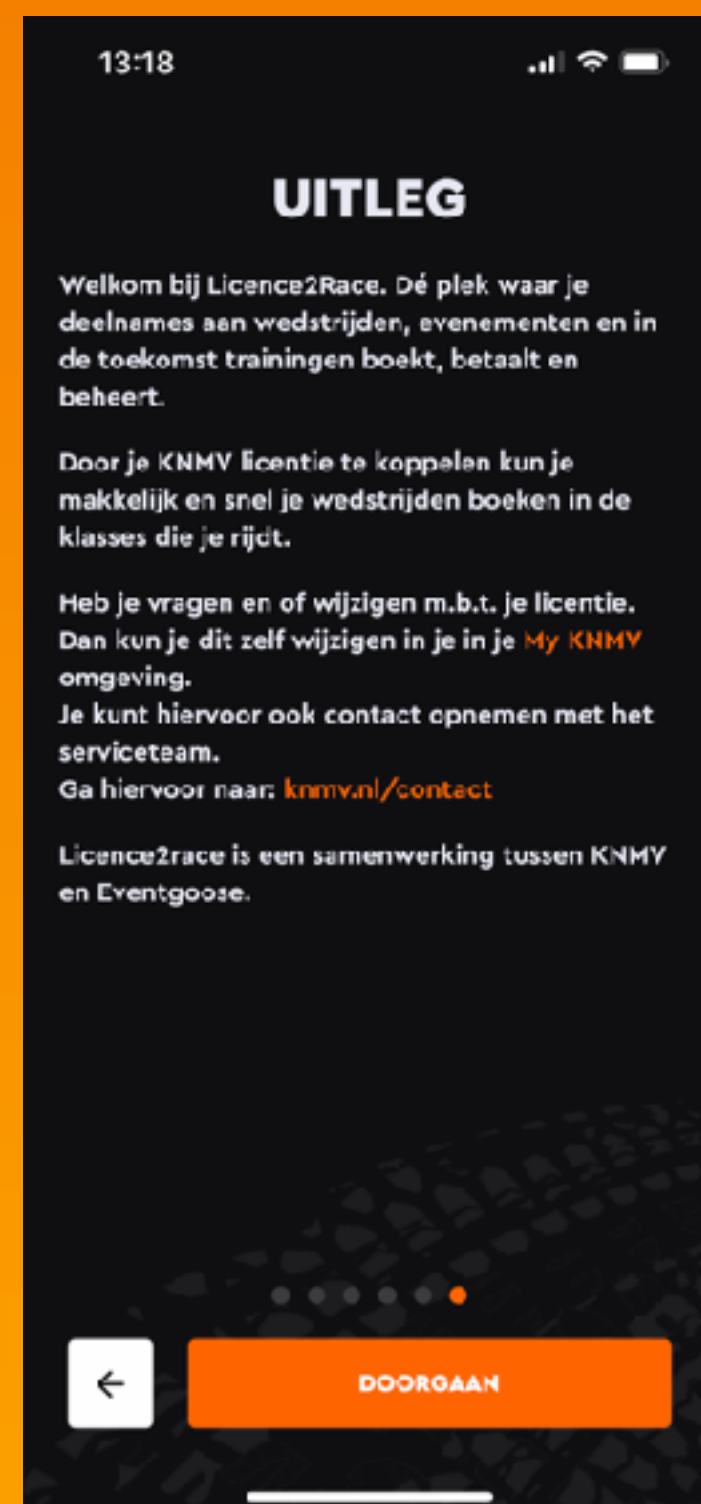 13:18
UITLEG
Welkom bij Licence2Race. Dé plek waar je
deelnames aan wedstrijden, evenementen en in
de toekomst trainingen boekt, betaalt en
beheert.
Door je KNMV licentie te koppelen kun je
makkelijk en snel je wedstrijden boeken in de
klasses die je rijdt.
Heb je vragen en of wijzigen m.b.t. je licentie.
Dan kun je dit zelf wijzigen in je in je My KNMV
omgeving.
Je kunt hiervoor ook contact opnemen met het
serviceteam.
Ga hiervoor naar: knmv.nl/contact
Licence2race is een samenwerking tussen KNMV
en Eventgoose.
DOORGAAN